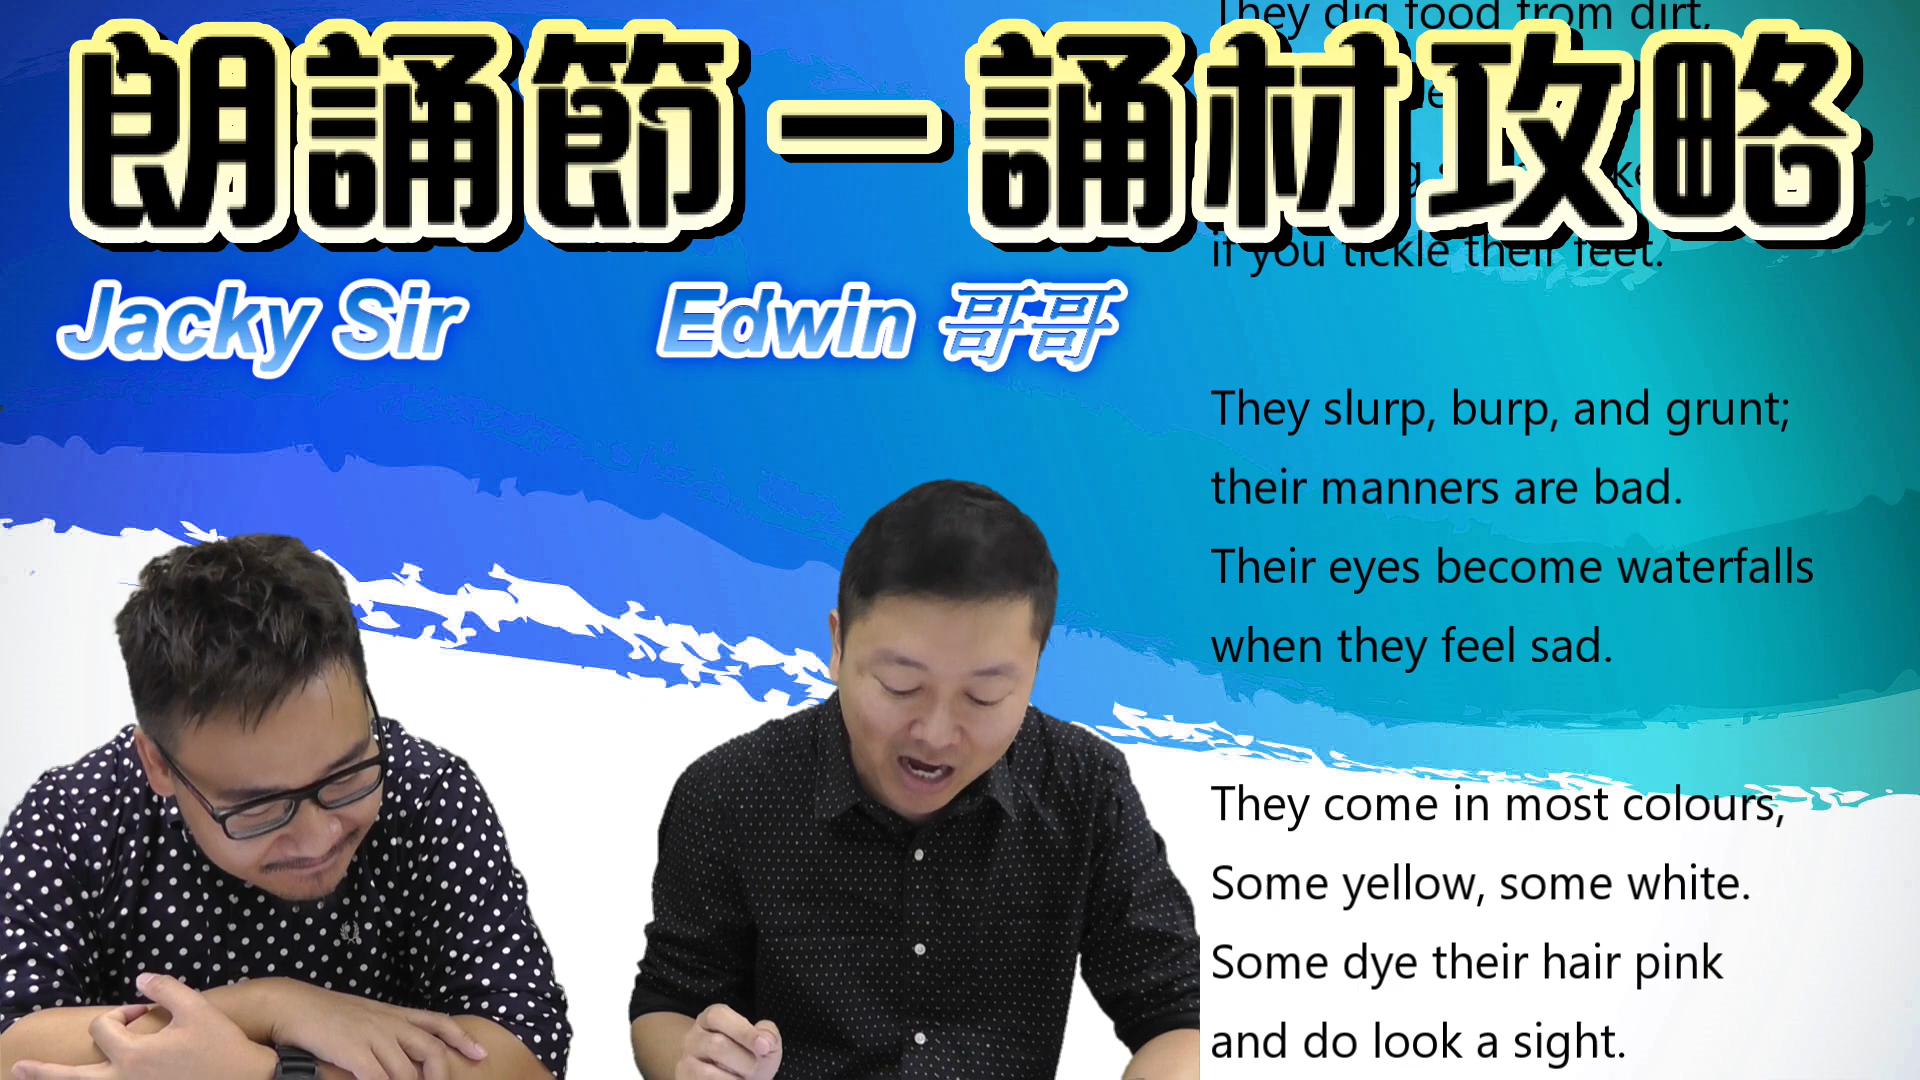 朗誦節－誦材攻略
Jacky Sir
Edwin 哥哥
They dig food from dirt,
if you tickle their feet.
They slurp, burp, and grunt;
their manners are bad.
Their eyes become waterfalls
when they feel sad.
They come in most colours,
Some yellow, some white.
Some dye their hair pink
and do look a sight.